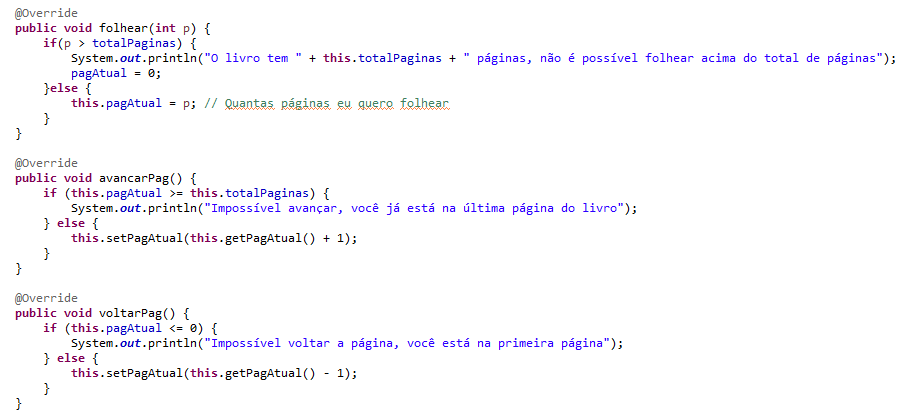 @Override
public void folhear(int p) {
if(p > totalPaginas) {
System.out.println("O livro tem " + this.totalPaginas + " páginas, não é possível folhear acima do total de páginas");
pagAtual = 0;
}else {
this.pagAtual = p; // Quantas páginas eu quero folhear
}
}
@Override
public void avancarPag() {
if (this.pagAtual >= this.totalPaginas) {
System.out.println("Impossível avançar, você já está na última página do livro");
} else {
this.setPagAtual(this.getPagAtual() + 1);
}
}
@Override
public void voltarPag() {
if (this.pagAtual <= 0) {
System.out.println("Impossível voltar a página, você está na primeira página");
} else {
this.setPagAtual(this.getPagAtual() - 1);
}
}